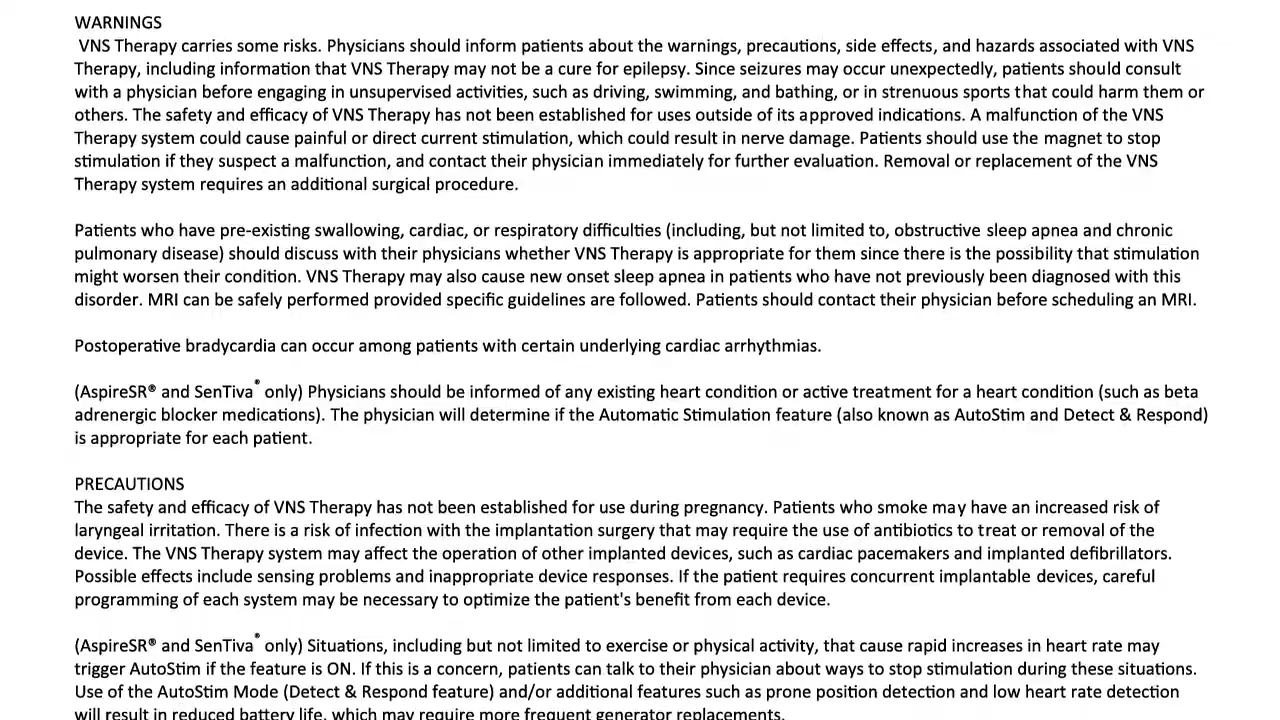 WARNINGS
VNS Therapy carries some risks. Physicians should inform patients about the warnings, precautions, side effects, and hazards associated with VNS
Therapy, including information that VNS Therapy may not be a cure for epilepsy. Since seizures may occur unexpectedly, patients should consult
with a physician before engaging in unsupervised activities, such as driving, swimming, and bathing, or in strenuous sports that could harm them or
others. The safety and efficacy of VNS Therapy has not been established for uses outside of its approved indications. A malfunction of the VNS
Therapy system could cause painful or direct current stimulation, which could result in nerve damage. Patients should use the magnet to stop
stimulation if they suspect a malfunction, and contact their physician immediately for further evaluation. Removal or replacement of the VNS
Therapy system requires an additional surgical procedure.
Patients who have pre-existing swallowing, cardiac, or respiratory difficulties (including, but not limited to, obstructive sleep apnea and chronic
pulmonary disease) should discuss with their physicians whether VNS Therapy is appropriate for them since there is the possibility that stimulation
might worsen their condition. VNS Therapy may also cause new onset sleep apnea in patients who have not previously been diagnosed with this
disorder. MRI can be safely performed provided specific guidelines are followed. Patients should contact their physician before scheduling an MRI.
Postoperative bradycardia can occur among patients with certain underlying cardiac arrhythmias.
(AspireSR® and SenTiva® only) Physicians should be informed of any existing heart condition or active treatment for a heart condition (such as beta
adrenergic blocker medications). The physician will determine if the Automatic Stimulation feature (also known as AutoStim and Detect & Respond)
is appropriate for each patient.
PRECAUTIONS
The safety and efficacy of VNS Therapy has not been established for use during pregnancy. Patients who smoke may have an increased risk of
laryngeal irritation. There is a risk of infection with the implantation surgery that may require the use of antibiotics to treat or removal of the
device. The VNS Therapy system may affect the operation of other implanted devices, such as cardiac pacemakers and implanted defibrillators.
Possible effects include sensing problems and inappropriate device responses. If the patient requires concurrent implantable devices, careful
programming of each system may be necessary to optimize the patient's benefit from each device.
(AspireSR® and SenTiva® only) Situations, including but not limited to exercise or physical activity, that cause rapid increases in heart rate may
trigger AutoStim if the feature is ON. If this is a concern, patients can talk to their physician about ways to stop stimulation during these situations.
Use of the AutoStim Mode (Detect & Respond feature) and/or additional features such as prone position detection and low heart rate detection
will result in reduced battery life, which may require more frequent generator replacements.